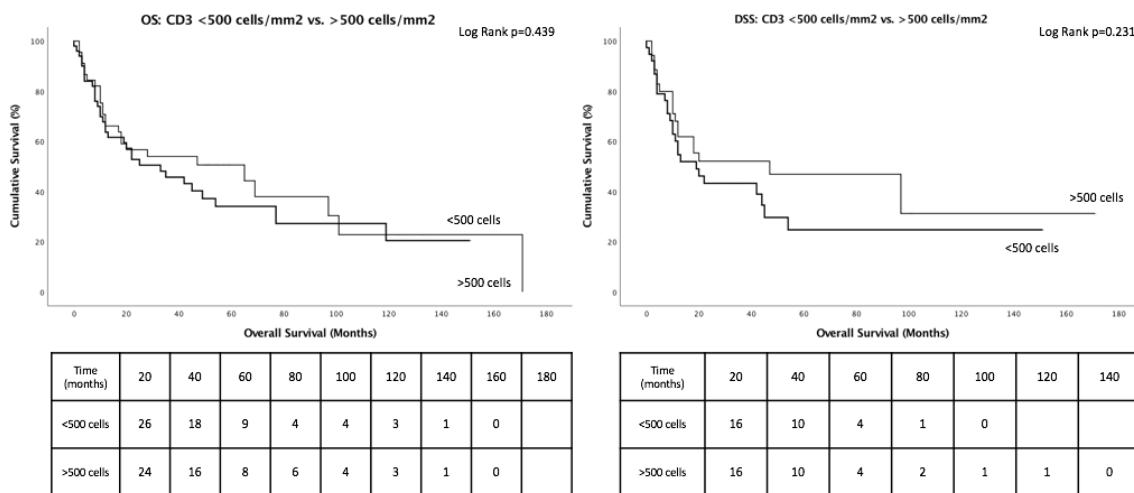 OS: CD3 <500 cells/mm2 vs. >500 cells/mm2
Log Rank p=0.439
100
80
60
40
20
0
Cumulative Survival (%)
<500 cells
>500 cells
0 20 40 60 80 100 120 140 160 180
Overall Survival (Months)
Time (months) 20 40 60 80 100 120 140 160 180
<500 cells 26 18 9 4 4 3 1 0
>500 cells 24 16 8 6 4 3 1 0
DSS: CD3 <500 cells/mm2 vs. >500 cells/mm2
Log Rank p=0.231
100
80
60
40
20
0
Cumulative Survival (%)
>500 cells
<500 cells
0 20 40 60 80 100 120 140 160 180
Overall Survival (Months)
Time (months) 20 40 60 80 100 120 140
<500 cells 16 10 4 1 0
>500 cells 16 10 4 2 1 1 0